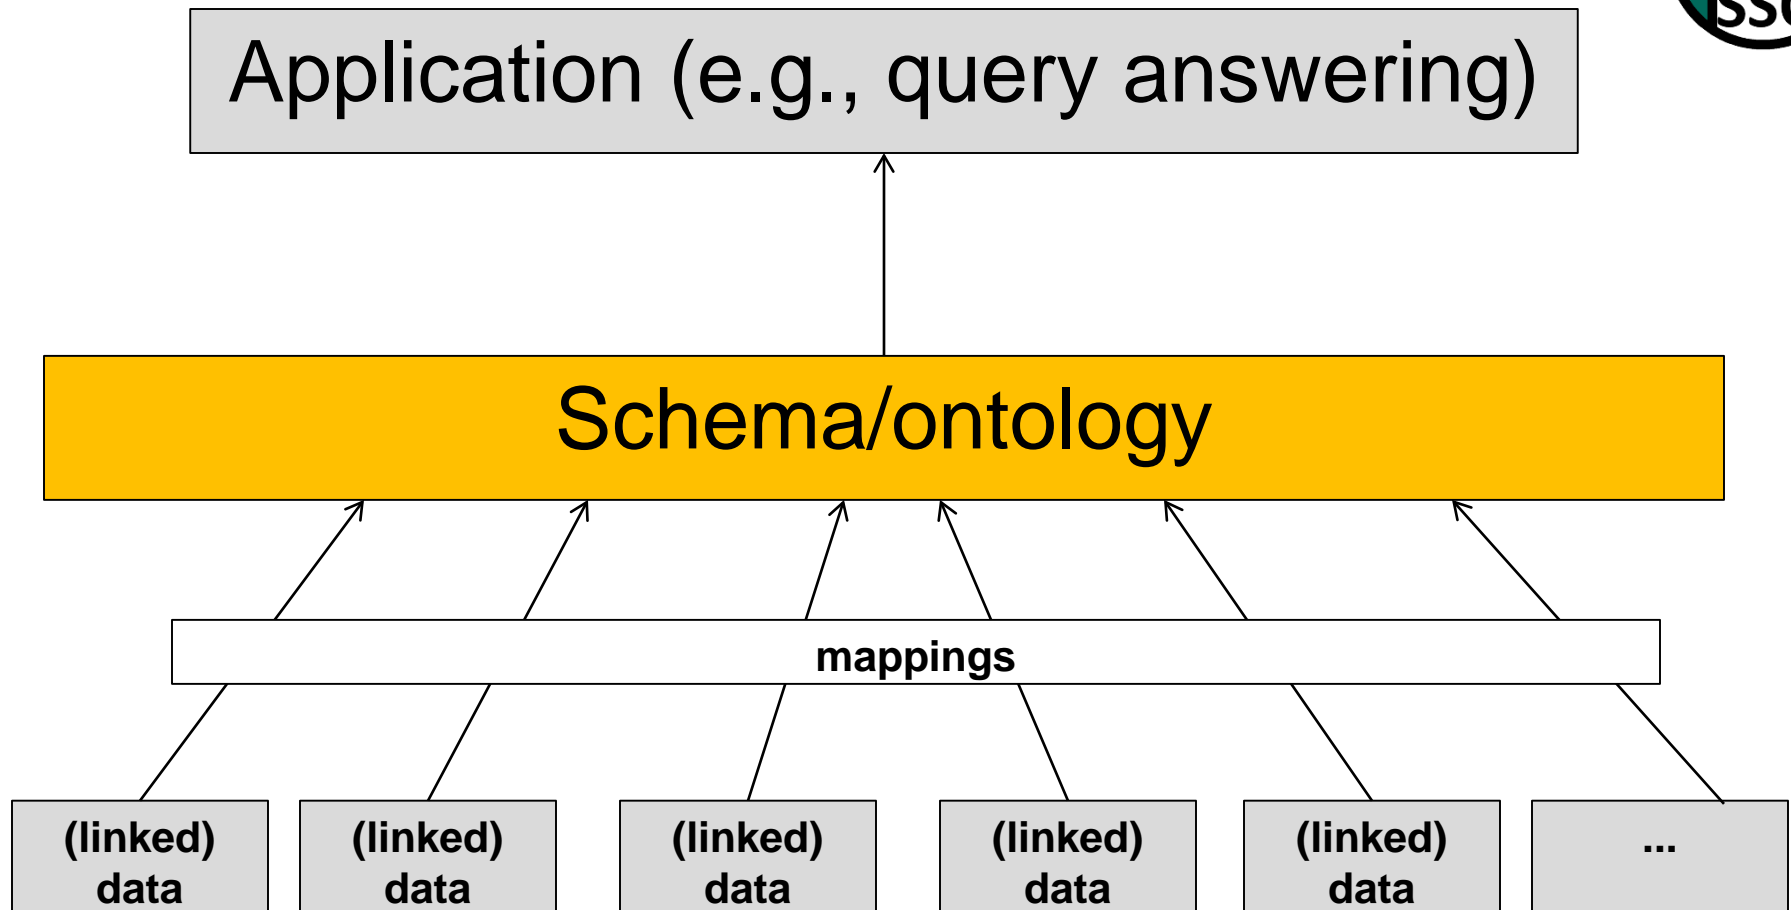 Application (e.g., query answering)
Schema/ontology
mappings
(linked)
data
(linked)
data
(linked)
data
(linked)
data
(linked)
data
...